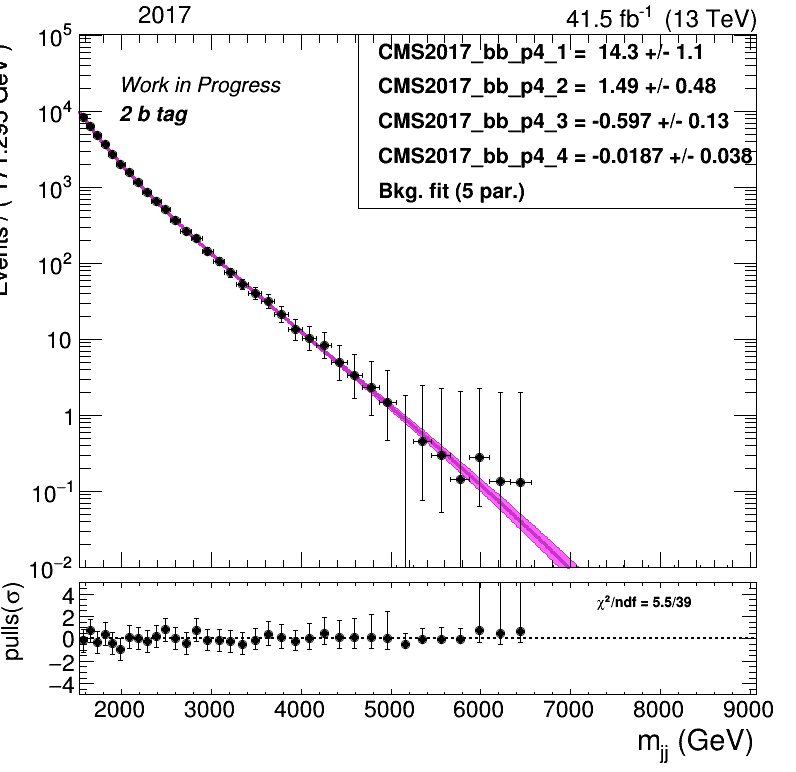 2017 41.5 fb⁻¹ (13 TeV)
CMS2017_bb_p4_1 = 14.3 +/- 1.1
CMS2017_bb_p4_2 = 1.49 +/- 0.48
CMS2017_bb_p4_3 = -0.597 +/- 0.13
CMS2017_bb_p4_4 = -0.0187 +/- 0.038
Bkg. fit (5 par.)
Work in Progress
2 b tag
10⁵
10⁴
10³
10²
10
1
10⁻¹
10⁻²
χ²/ndf = 5.5/39
pulls(σ)
4
2
0
−2
−4
2000 3000 4000 5000 6000 7000 8000 9000
m_jj (GeV)